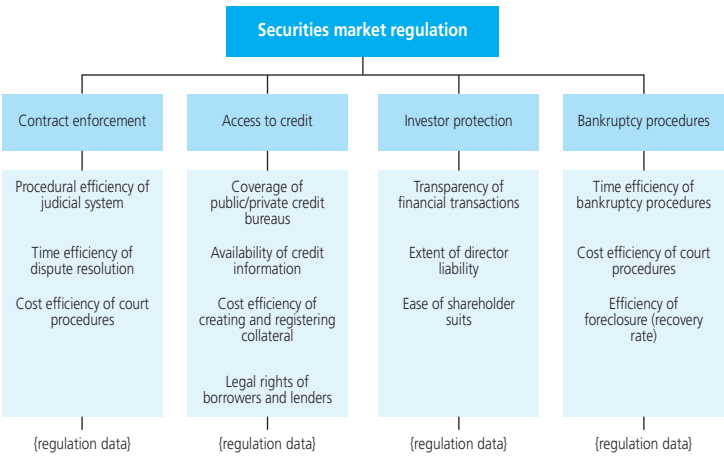 Securities market regulation
Contract enforcement
Access to credit
Investor protection
Bankruptcy procedures
Procedural efficiency of
judicial system
Time efficiency of
dispute resolution
Cost efficiency of court
procedures
Coverage of
public/private credit
bureaus
Availability of credit
information
Cost efficiency of
creating and registering
collateral
Legal rights of
borrowers and lenders
Transparency of
financial transactions
Extent of director
liability
Ease of shareholder
suits
Time efficiency of
bankruptcy procedures
Cost efficiency of court
procedures
Efficiency of
foreclosure (recovery
rate)
{regulation data}
{regulation data}
{regulation data}
{regulation data}